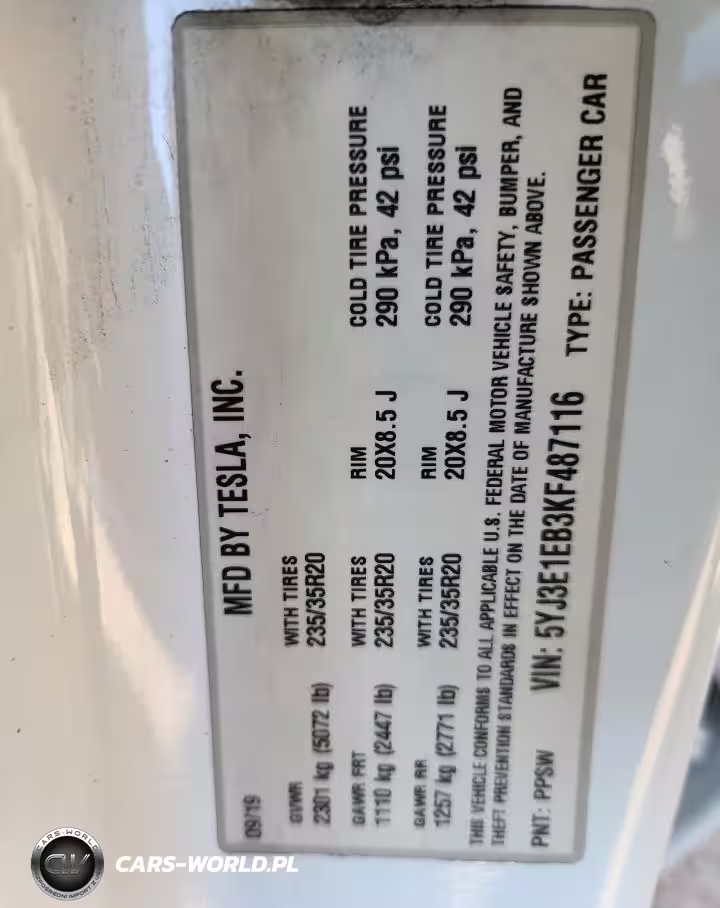 MFD BY TESLA, INC.
09/19
GVWR WITH TIRES
2301 kg (5072 lb) 235/35R20
GAWR FRT WITH TIRES RIM COLD TIRE PRESSURE
1110 kg (2447 lb) 235/35R20 20X8.5 J 290 kPa, 42 psi
GAWR RR WITH TIRES RIM COLD TIRE PRESSURE
1257 kg (2771 lb) 235/35R20 20X8.5 J 290 kPa, 42 psi
THIS VEHICLE CONFORMS TO ALL APPLICABLE U.S. FEDERAL MOTOR VEHICLE SAFETY, BUMPER, AND
THEFT PREVENTION STANDARDS IN EFFECT ON THE DATE OF MANUFACTURE SHOWN ABOVE.
PNT: PPSW VIN: 5YJ3E1EB3KF487116 TYPE: PASSENGER CAR
CARS-WORLD
CW
CARS-WORLD.PL